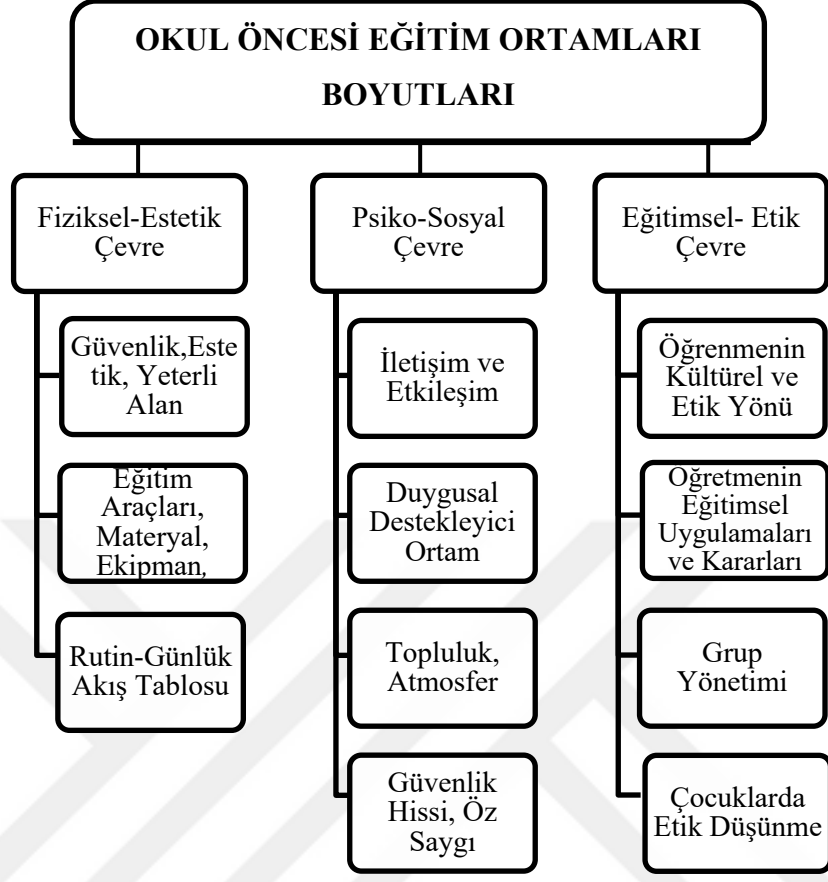 OKUL ÖNCESİ EĞİTİM ORTAMLARI
BOYUTLARI
Fiziksel-Estetik
Çevre
Güvenlik,Este
tik, Yeterli
Alan
Eğitim
Araçları,
Materyal,
Ekipman,
Rutin-Günlük
Akış Tablosu
Psiko-Sosyal
Çevre
İletişim ve
Etkileşim
Duygusal
Destekleyici
Ortam
Topluluk,
Atmosfer
Güvenlik
Hissi, Öz
Saygı
Eğitimsel- Etik
Çevre
Öğrenmenin
Kültürel ve
Etik Yönü
Öğretmenin
Eğitimsel
Uygulamaları
ve Kararları
Grup
Yönetimi
Çocuklarda
Etik Düşünme